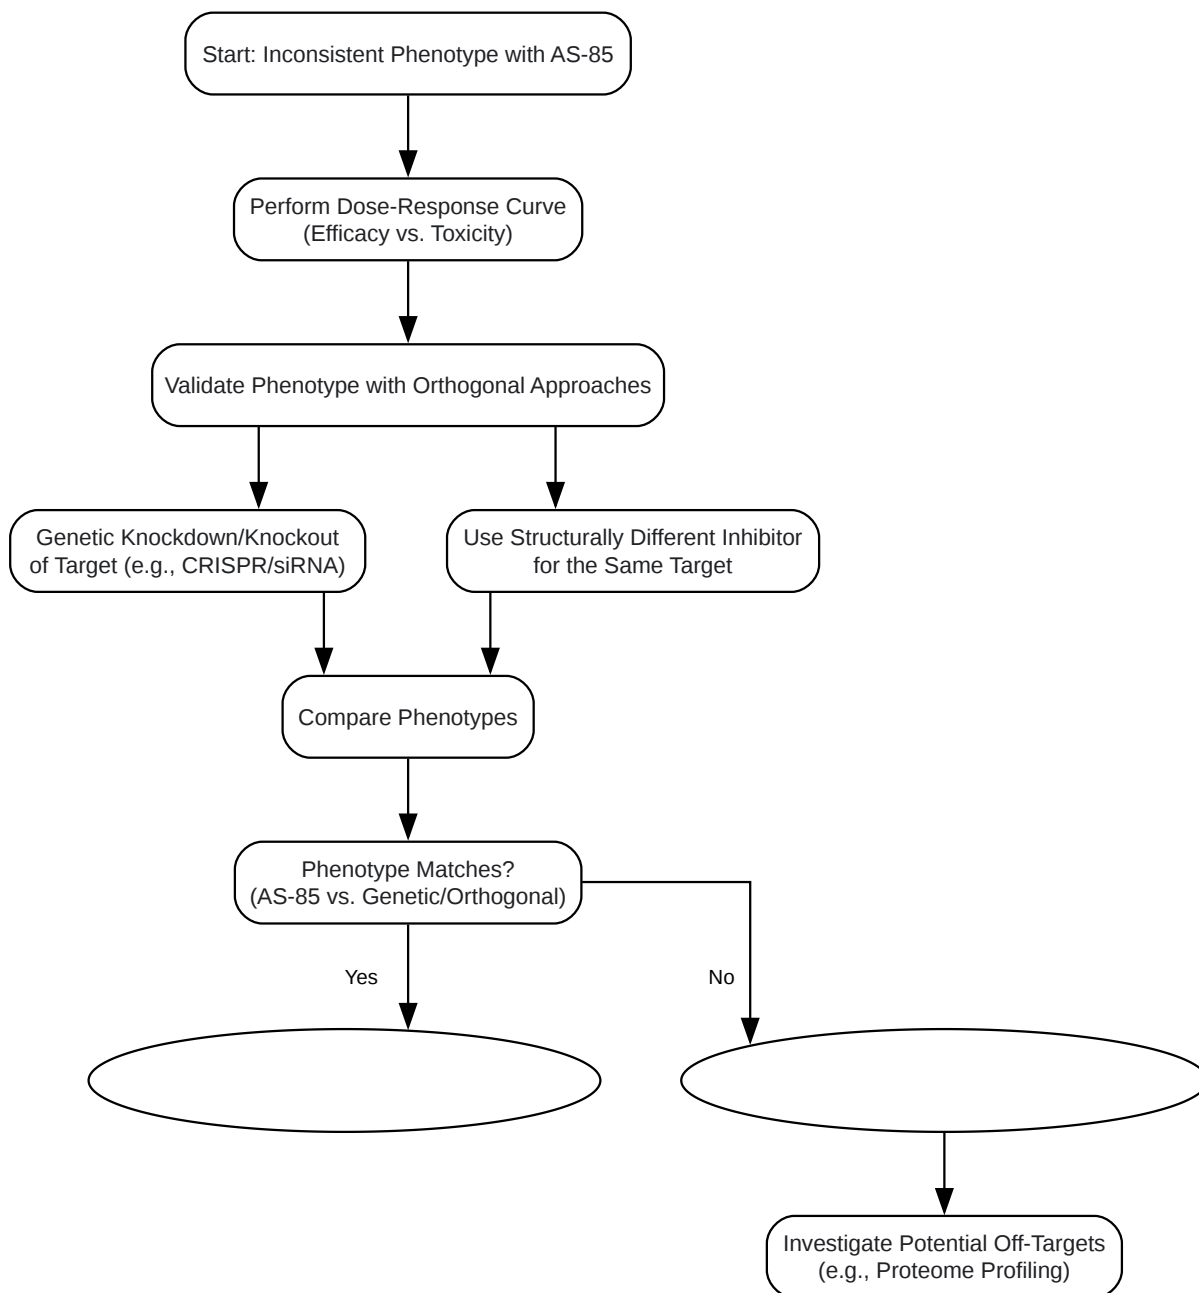 Start: Inconsistent Phenotype with AS-85
Perform Dose-Response Curve
(Efficacy vs. Toxicity)
Validate Phenotype with Orthogonal Approaches
Genetic Knockdown/Knockout
of Target (e.g., CRISPR/siRNA)
Use Structurally Different Inhibitor
for the Same Target
Compare Phenotypes
Phenotype Matches?
(AS-85 vs. Genetic/Orthogonal)
Yes
No
Investigate Potential Off-Targets
(e.g., Proteome Profiling)